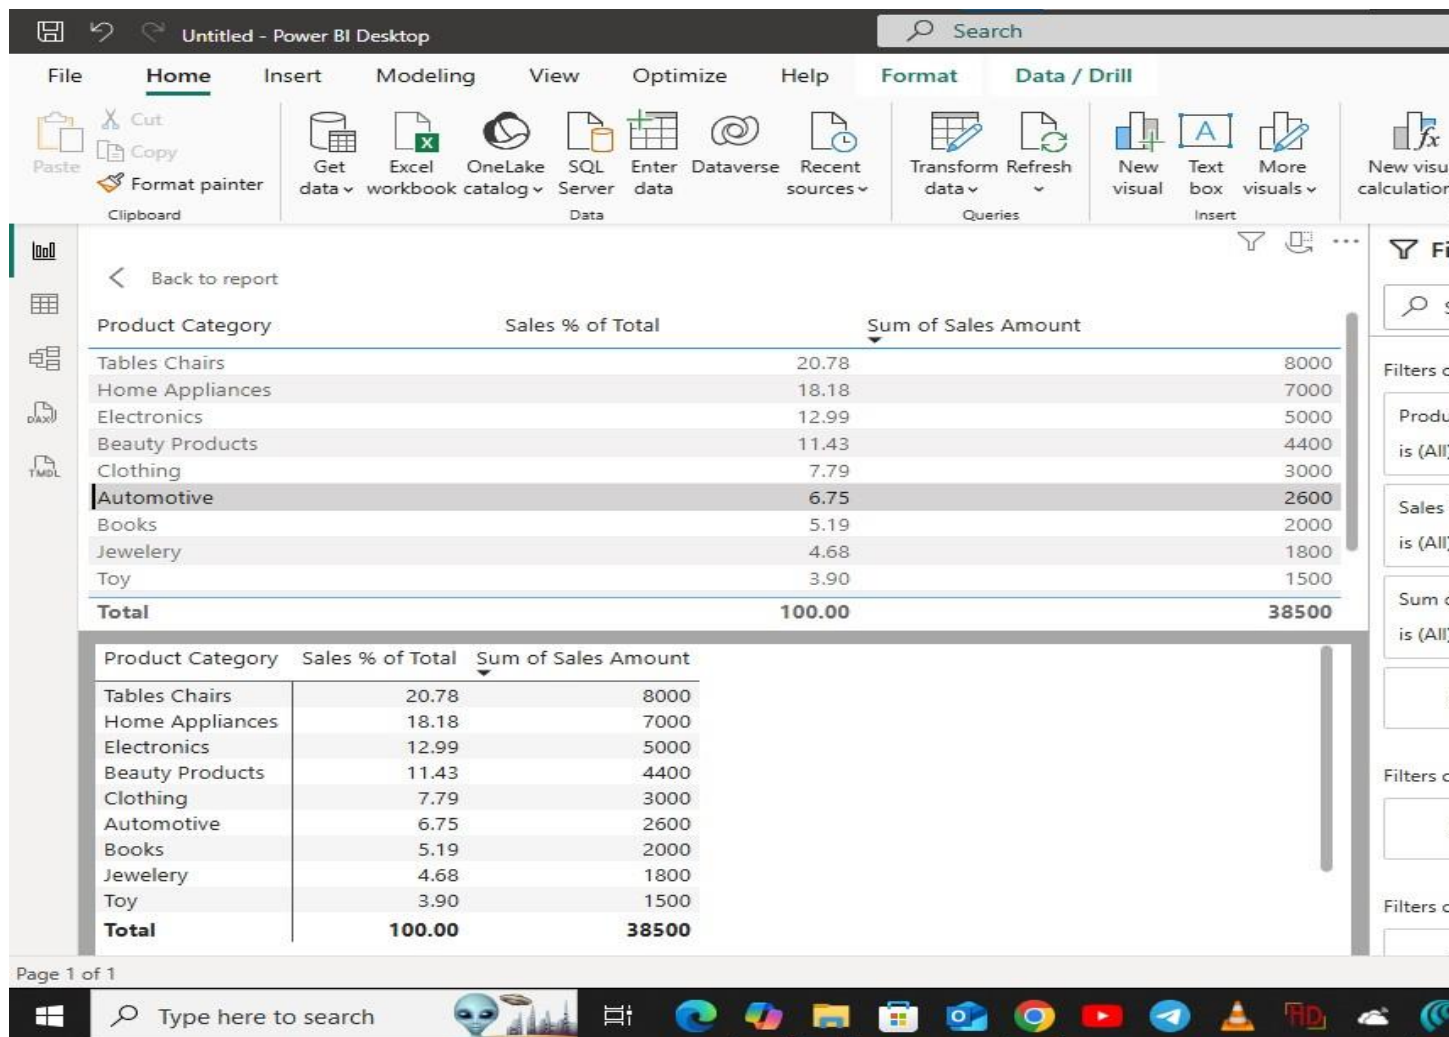 Untitled - Power BI Desktop
Search
File Home Insert Modeling View Optimize Help Format Data / Drill
Paste
Cut
Copy
Format painter
Clipboard
Get data
Excel workbook
OneLake catalog
SQL Server
Enter data
Dataverse
Recent sources
Data
Transform data
Refresh
Queries
New visual
Text box
More visuals
Insert
New visu
calculation
DAX
TMDL
Back to report
Product Category Sales % of Total Sum of Sales Amount
Tables Chairs 20.78 8000
Home Appliances 18.18 7000
Electronics 12.99 5000
Beauty Products 11.43 4400
Clothing 7.79 3000
Automotive 6.75 2600
Books 5.19 2000
Jewelery 4.68 1800
Toy 3.90 1500
Total 100.00 38500
Product Category Sales % of Total Sum of Sales Amount
Tables Chairs 20.78 8000
Home Appliances 18.18 7000
Electronics 12.99 5000
Beauty Products 11.43 4400
Clothing 7.79 3000
Automotive 6.75 2600
Books 5.19 2000
Jewelery 4.68 1800
Toy 3.90 1500
Total 100.00 38500
Fi
Filters
Produ
is (All)
Sales
is (All)
Sum
is (All)
Filters
Filters
Page 1 of 1
Type here to search
HD